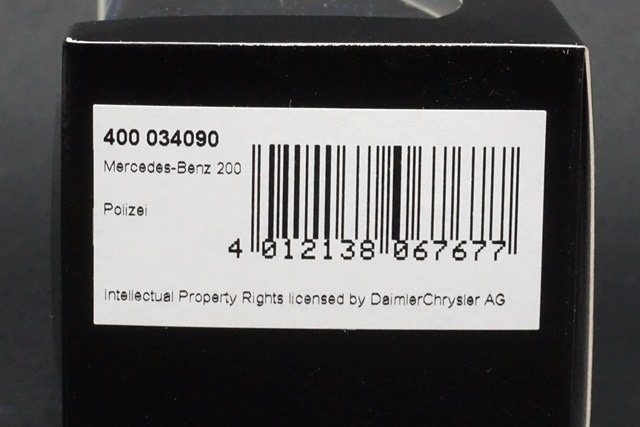 400 034090
Mercedes-Benz 200
Polizei
4 012138 067677
Intellectual Property Rights licensed by DaimlerChrysler AG